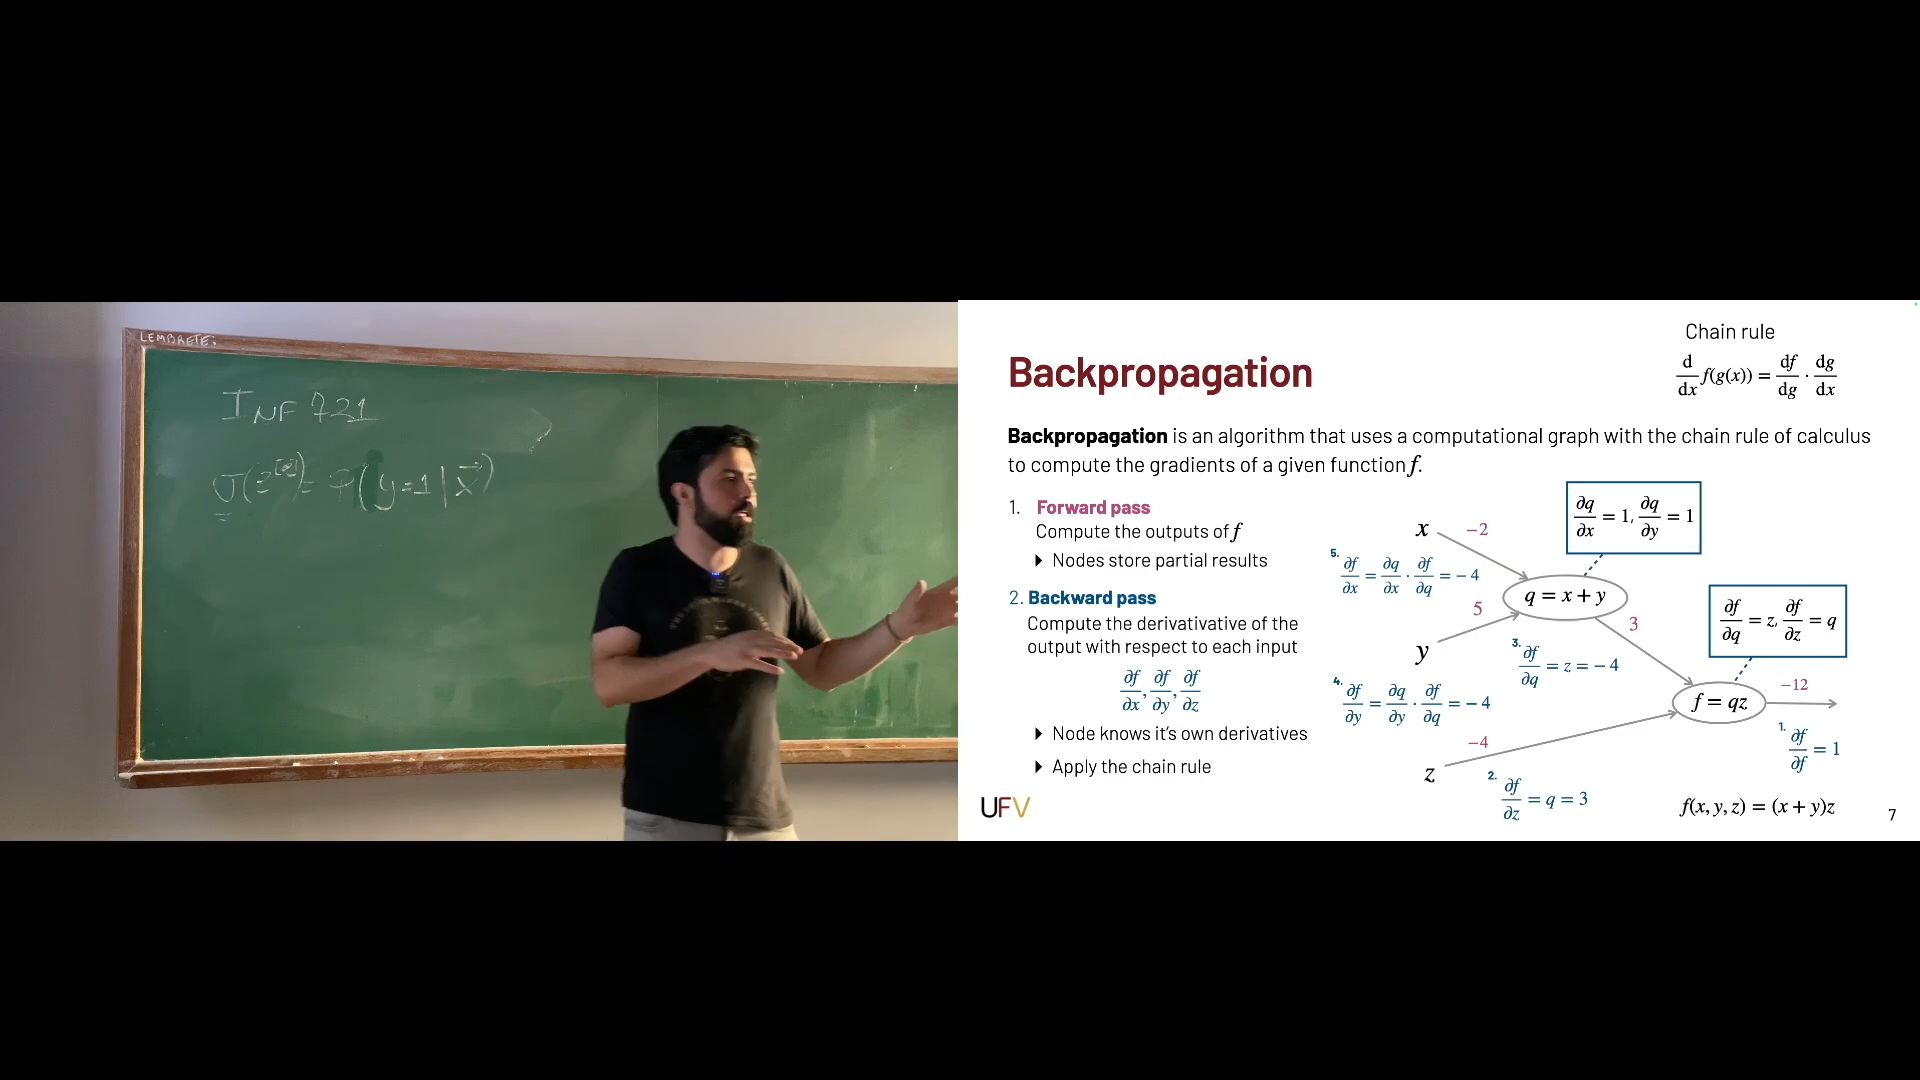 LEMBRETE:
INF 721
σ(z^[2]) = P(y=1|x⃗)
Chain rule
d/dx f(g(x)) = df/dg · dg/dx
Backpropagation
Backpropagation is an algorithm that uses a computational graph with the chain rule of calculus
to compute the gradients of a given function f.
1. Forward pass
Compute the outputs of f
Nodes store partial results
2. Backward pass
Compute the derivativative of the
output with respect to each input
∂f/∂x, ∂f/∂y, ∂f/∂z
Node knows it's own derivatives
Apply the chain rule
∂q/∂x = 1, ∂q/∂y = 1
x
-2
5. ∂f/∂x = ∂q/∂x · ∂f/∂q = -4
q = x + y
5
y
3
∂f/∂q = z, ∂f/∂z = q
3. ∂f/∂q = z = -4
4. ∂f/∂y = ∂q/∂y · ∂f/∂q = -4
f = qz
-12
1. ∂f/∂f = 1
-4
z
2. ∂f/∂z = q = 3
f(x, y, z) = (x + y)z
UFV
7